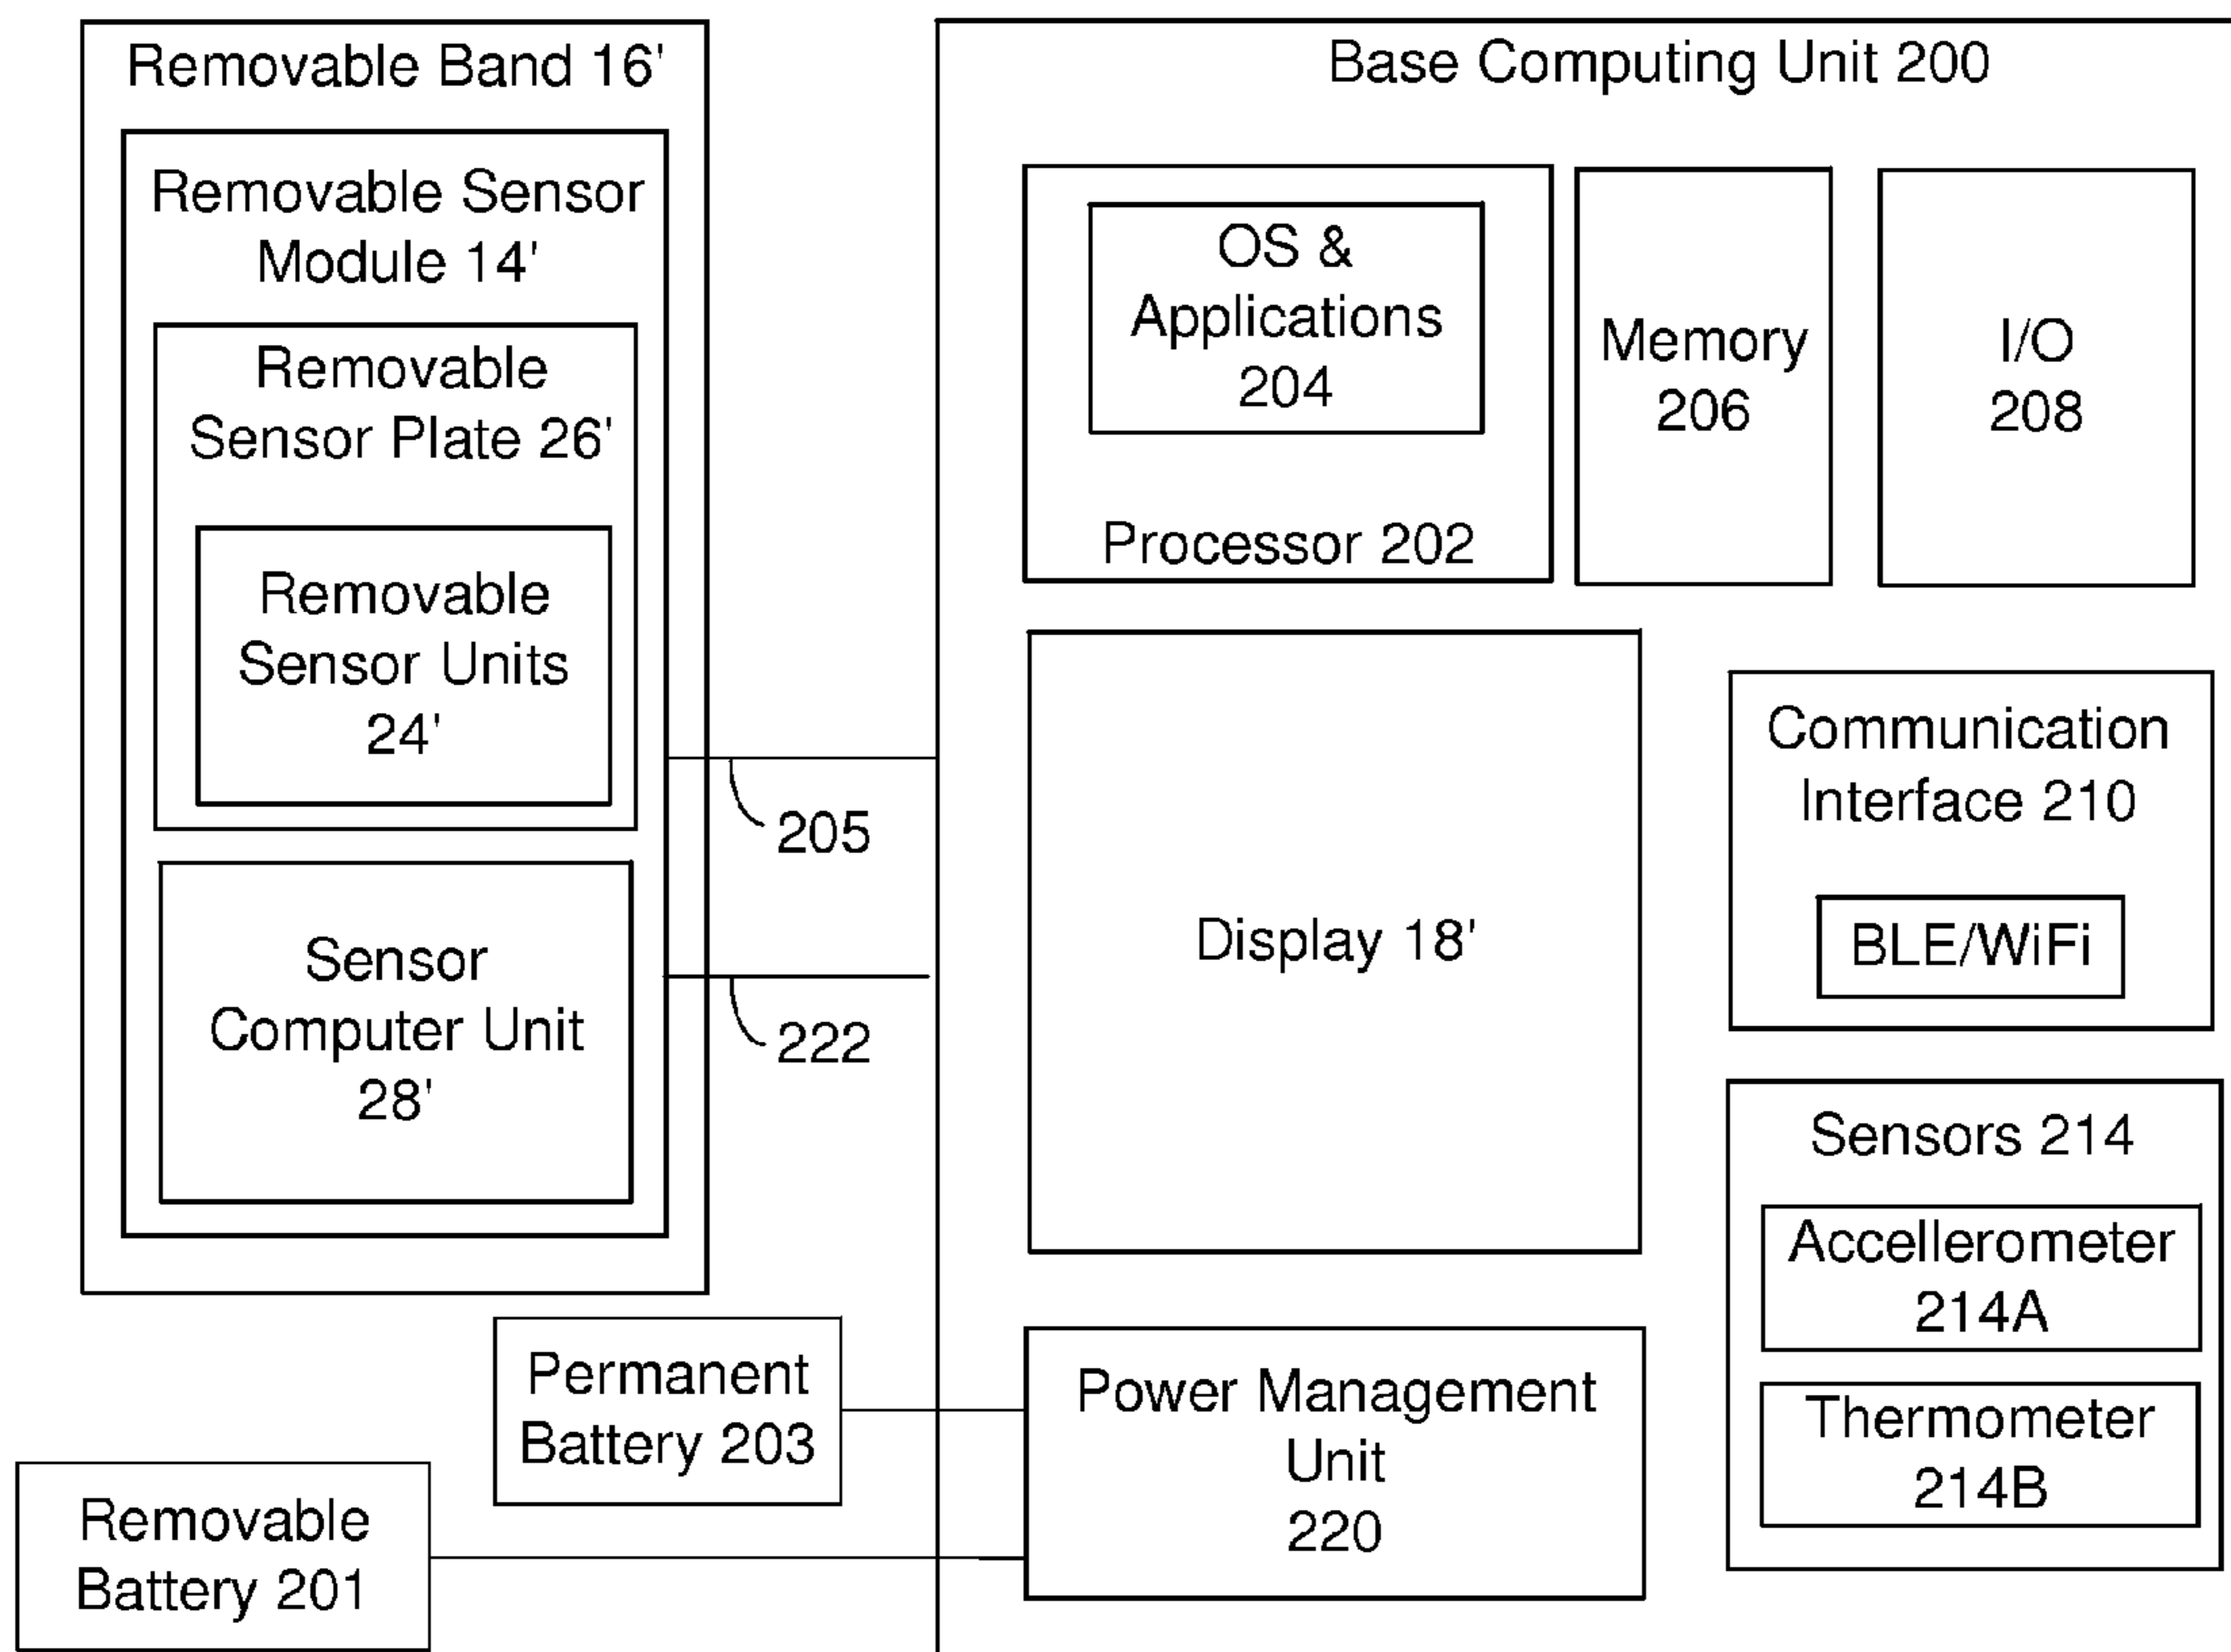 Removable Band 16'
Removable Sensor
Module 14'
Removable
Sensor Plate 26'
Removable
Sensor Units
24'
Sensor
Computer Unit
28'
205
222
Permanent
Battery 203
Removable
Battery 201
Base Computing Unit 200
OS &
Applications
204
Processor 202
Memory
206
I/O
208
Display 18'
Communication
Interface 210
BLE/WiFi
Sensors 214
Accellerometer
214A
Thermometer
214B
Power Management
Unit
220